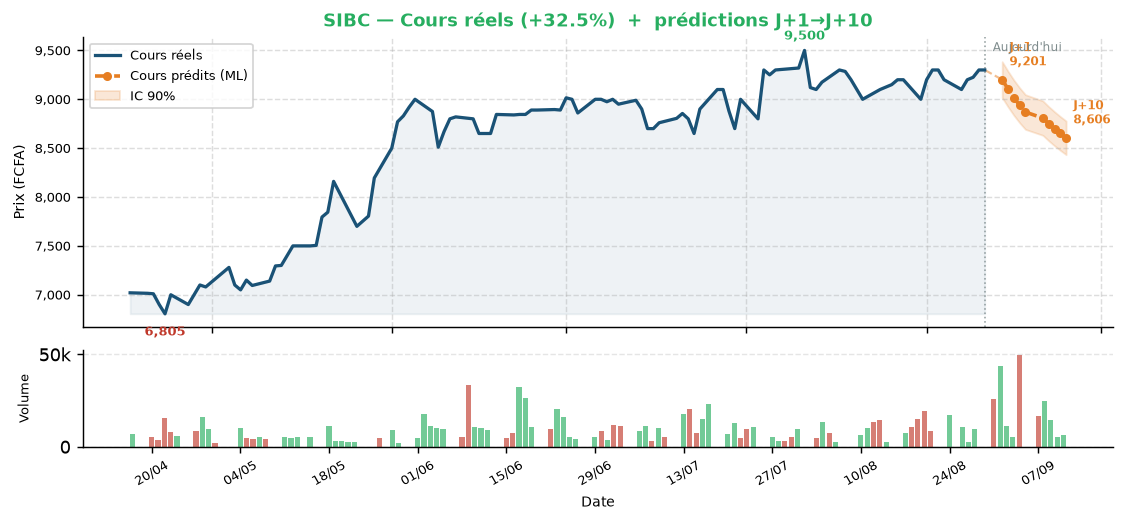 SIBC — Cours réels (+32.5%) + prédictions J+1→J+10
9,500
Cours réels
Cours prédits (ML)
IC 90%
Aujourd'hui
J+1
9,201
J+10
8,606
6,805
Prix (FCFA)
9,500
9,000
8,500
8,000
7,500
7,000
Volume
50k
0
20/04
04/05
18/05
01/06
15/06
29/06
13/07
27/07
10/08
24/08
07/09
Date